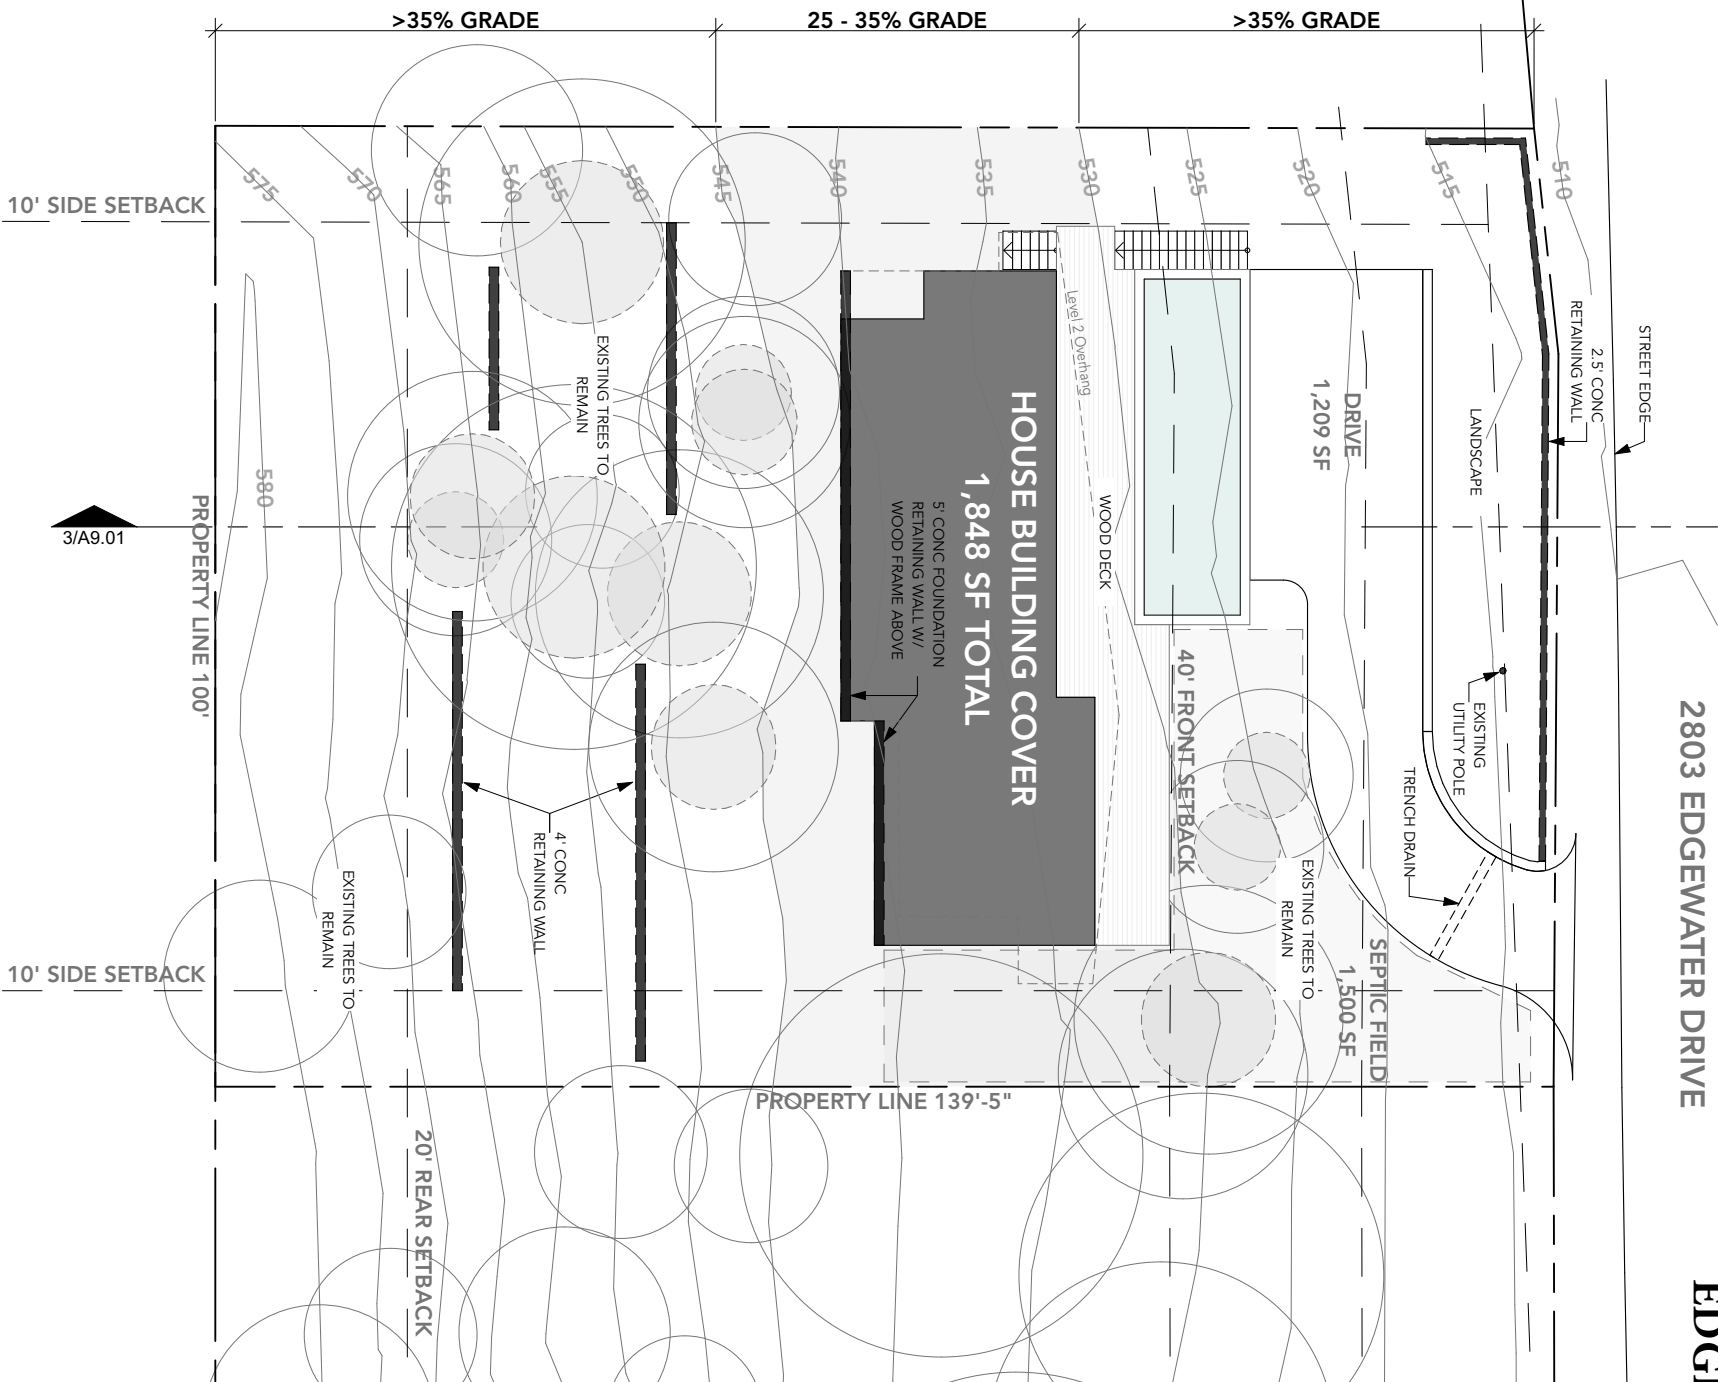 >35% GRADE
25 - 35% GRADE
>35% GRADE
575
570
565
560
555
550
545
540
535
530
525
520
515
510
10' SIDE SETBACK
580
3/A9.01
PROPERTY LINE 100'
EXISTING TREES TO
REMAIN
Level 2 Overhang
HOUSE BUILDING COVER
1,848 SF TOTAL
5' CONC FOUNDATION
RETAINING WALL W/
WOOD FRAME ABOVE
WOOD DECK
DRIVE
1,209 SF
LANDSCAPE
2.5' CONC
RETAINING WALL
STREET EDGE
40' FRONT SETBACK
EXISTING
UTILITY POLE
TRENCH DRAIN
2803 EDGEWATER DRIVE
4' CONC
RETAINING WALL
EXISTING TREES TO
REMAIN
EXISTING TREES TO
REMAIN
SEPTIC FIELD
1,500 SF
10' SIDE SETBACK
PROPERTY LINE 139'-5"
20' REAR SETBACK